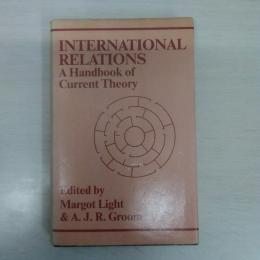 INTERNATIONAL
RELATIONS
A Handbook of
Current Theory
Edited by
Margot Light
& A. J. R. Groom